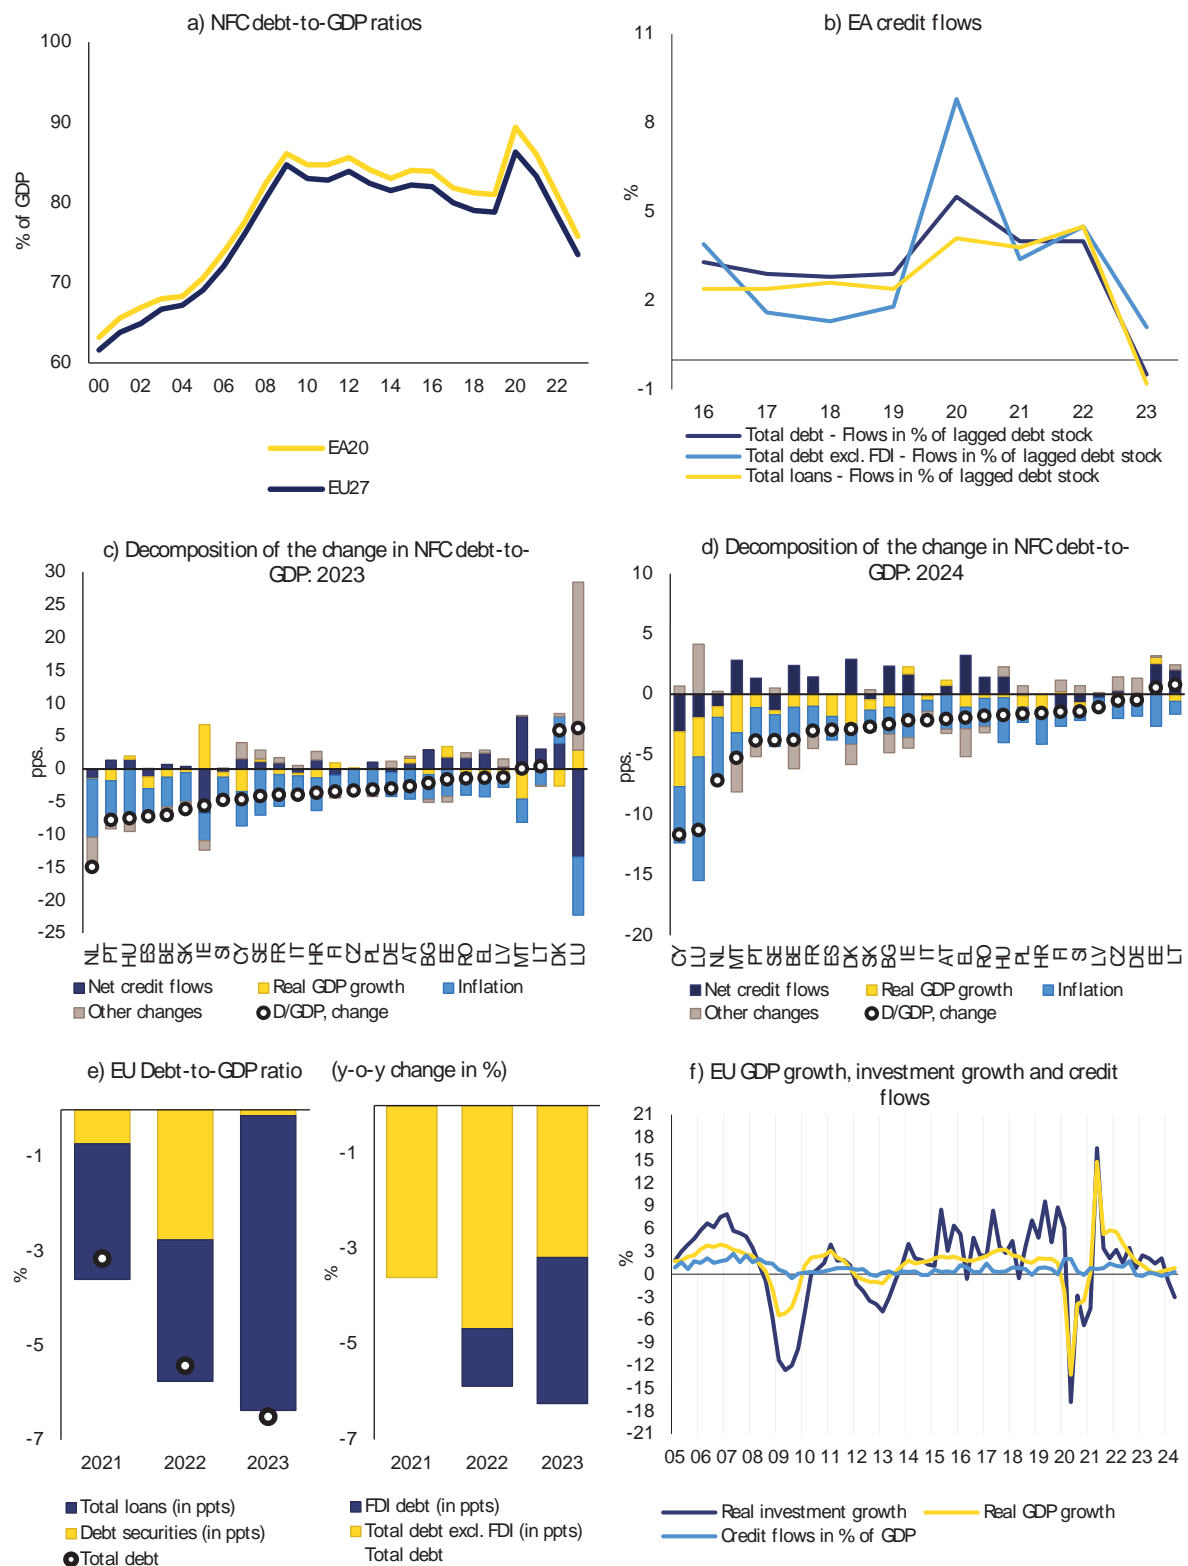 a) NFC debt-to-GDP ratios
% of GDP
100
90
80
70
60
00 02 04 06 08 10 12 14 16 18 20 22
EA20
EU27
b) EA credit flows
%
11
8
5
2
-1
16 17 18 19 20 21 22 23
Total debt - Flows in % of lagged debt stock
Total debt excl. FDI - Flows in % of lagged debt stock
Total loans - Flows in % of lagged debt stock
c) Decomposition of the change in NFC debt-to-
GDP: 2023
pps.
30
25
20
15
10
5
0
-5
-10
-15
-20
-25
NL PT HU ES BE SK IE SI CY SE FR IT HR FI CZ PL DE AT BG EE RO EL LV MT LT DK LU
Net credit flows Real GDP growth Inflation
Other changes D/GDP, change
d) Decomposition of the change in NFC debt-to-
GDP: 2024
pps.
10
5
0
-5
-10
-15
-20
CY LU NL MT PT SE BE FR ES DK SK BG IE IT AT EL RO HU PL HR FI SI LV CZ DE EE LT
Net credit flows Real GDP growth Inflation
Other changes D/GDP, change
e) EU Debt-to-GDP ratio (y-o-y change in %)
%
-1
-3
-5
-7
2021 2022 2023
Total loans (in ppts)
Debt securities (in ppts)
Total debt
%
-1
-3
-5
-7
2021 2022 2023
FDI debt (in ppts)
Total debt excl. FDI (in ppts)
Total debt
f) EU GDP growth, investment growth and credit
flows
%
21
18
15
12
9
6
3
0
-3
-6
-9
-12
-15
-18
-21
05 06 07 08 09 10 11 12 13 14 15 16 17 18 19 20 21 22 23 24
Real investment growth Real GDP growth
Credit flows in % of GDP